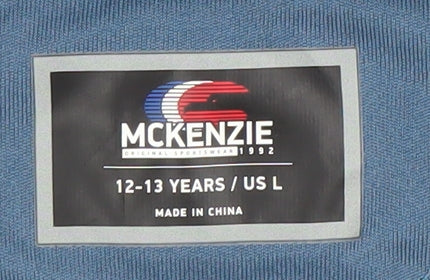 MCKENZIE
ORIGINAL SPORTSWEAR 1992
12-13 YEARS / US L
MADE IN CHINA